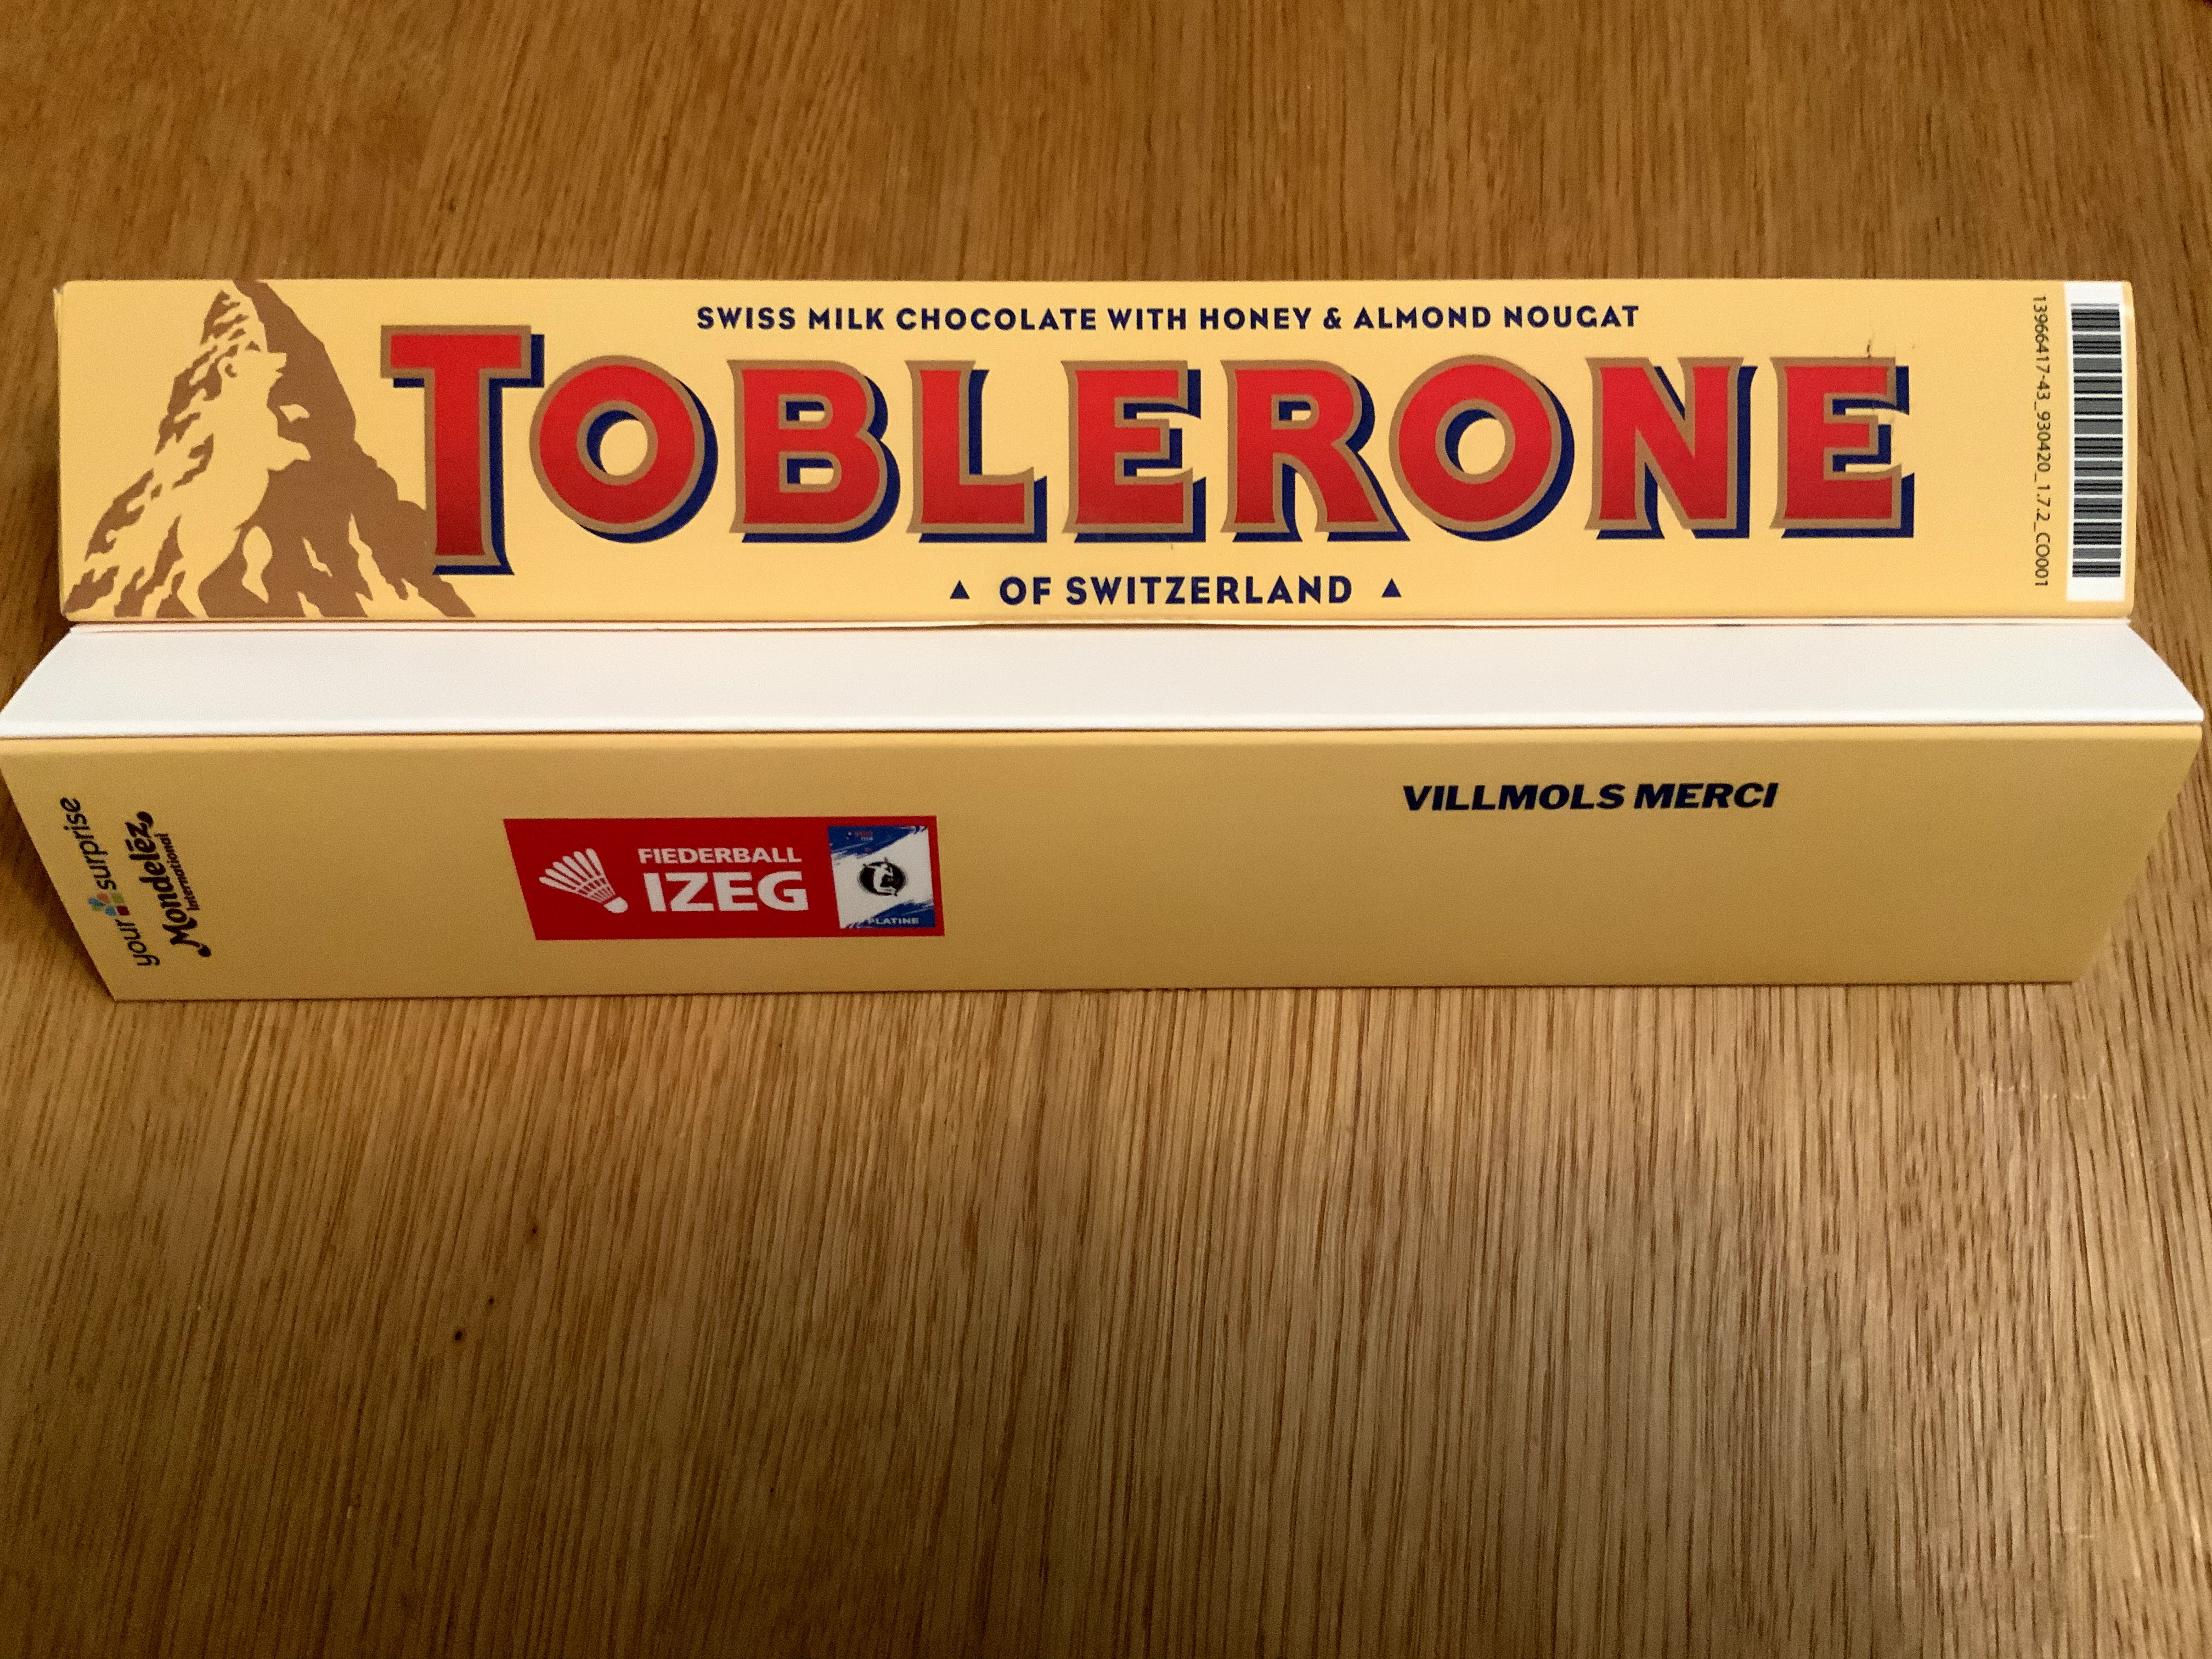 SWISS MILK CHOCOLATE WITH HONEY & ALMOND NOUGAT
TOBLERONE
OF SWITZERLAND
13966417-43_930420_1.7.2_CO001
your surprise
Mondelēz
International
FIEDERBALL
IZEG
PLATINE
VILLMOLS MERCI